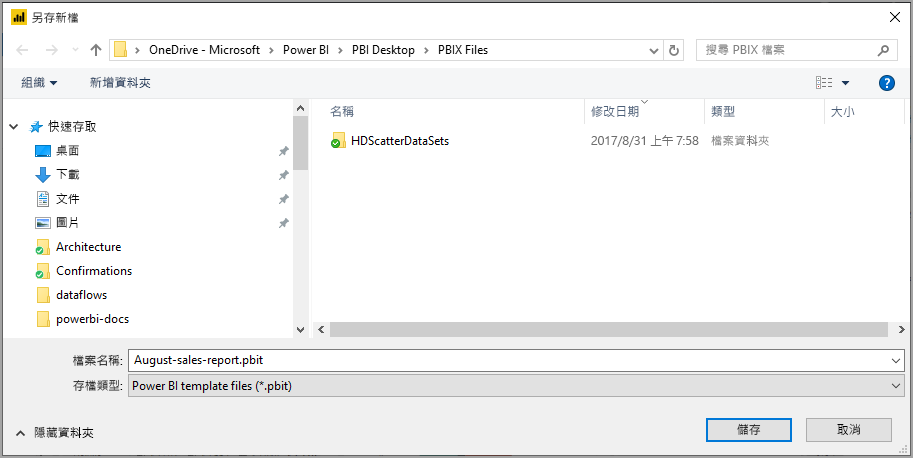 另存新檔
OneDrive - Microsoft > Power BI > PBI Desktop > PBIX Files
搜尋 PBIX 檔案
組織 新增資料夾
名稱 修改日期 類型 大小
快速存取
HDScatterDataSets 2017/8/31 上午 7:58 檔案資料夾
桌面
下載
文件
圖片
Architecture
Confirmations
dataflows
powerbi-docs
檔案名稱: August-sales-report.pbit
存檔類型: Power BI template files (*.pbit)
隱藏資料夾
儲存 取消